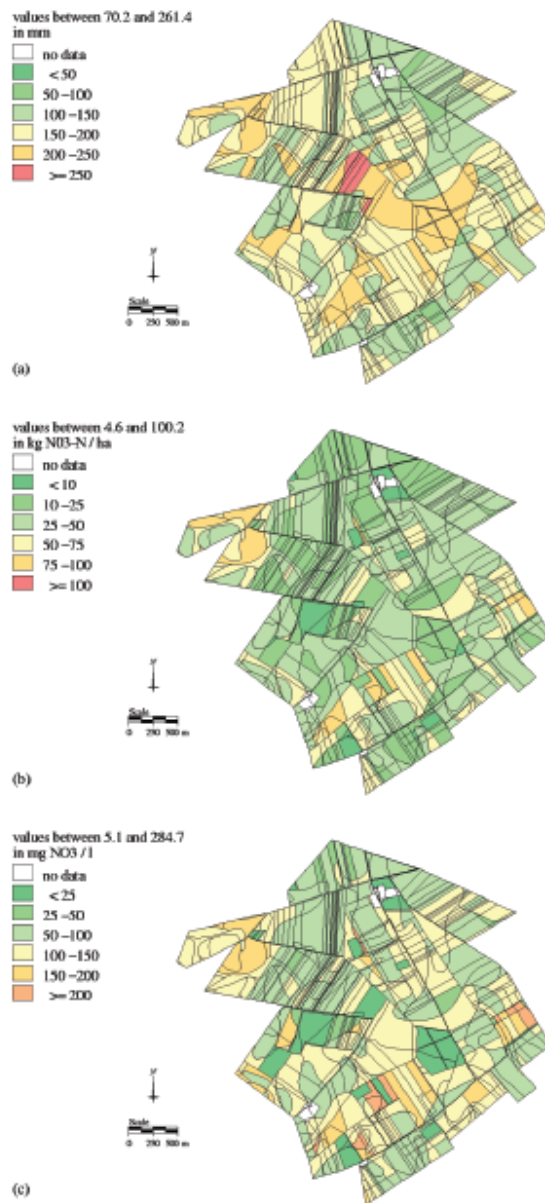 values between 70.2 and 261.4
in mm
no data
< 50
50 –100
100 –150
150 –200
200 –250
>= 250
Scale
0 250 500 m
(a)
values between 4.6 and 100.2
in kg N03-N / ha
no data
< 10
10 –25
25 –50
50 –75
75 –100
>= 100
Scale
0 250 500 m
(b)
values between 5.1 and 284.7
in mg NO3 / l
no data
< 25
25 –50
50 –100
100 –150
150 –200
>= 200
Scale
0 250 500 m
(c)